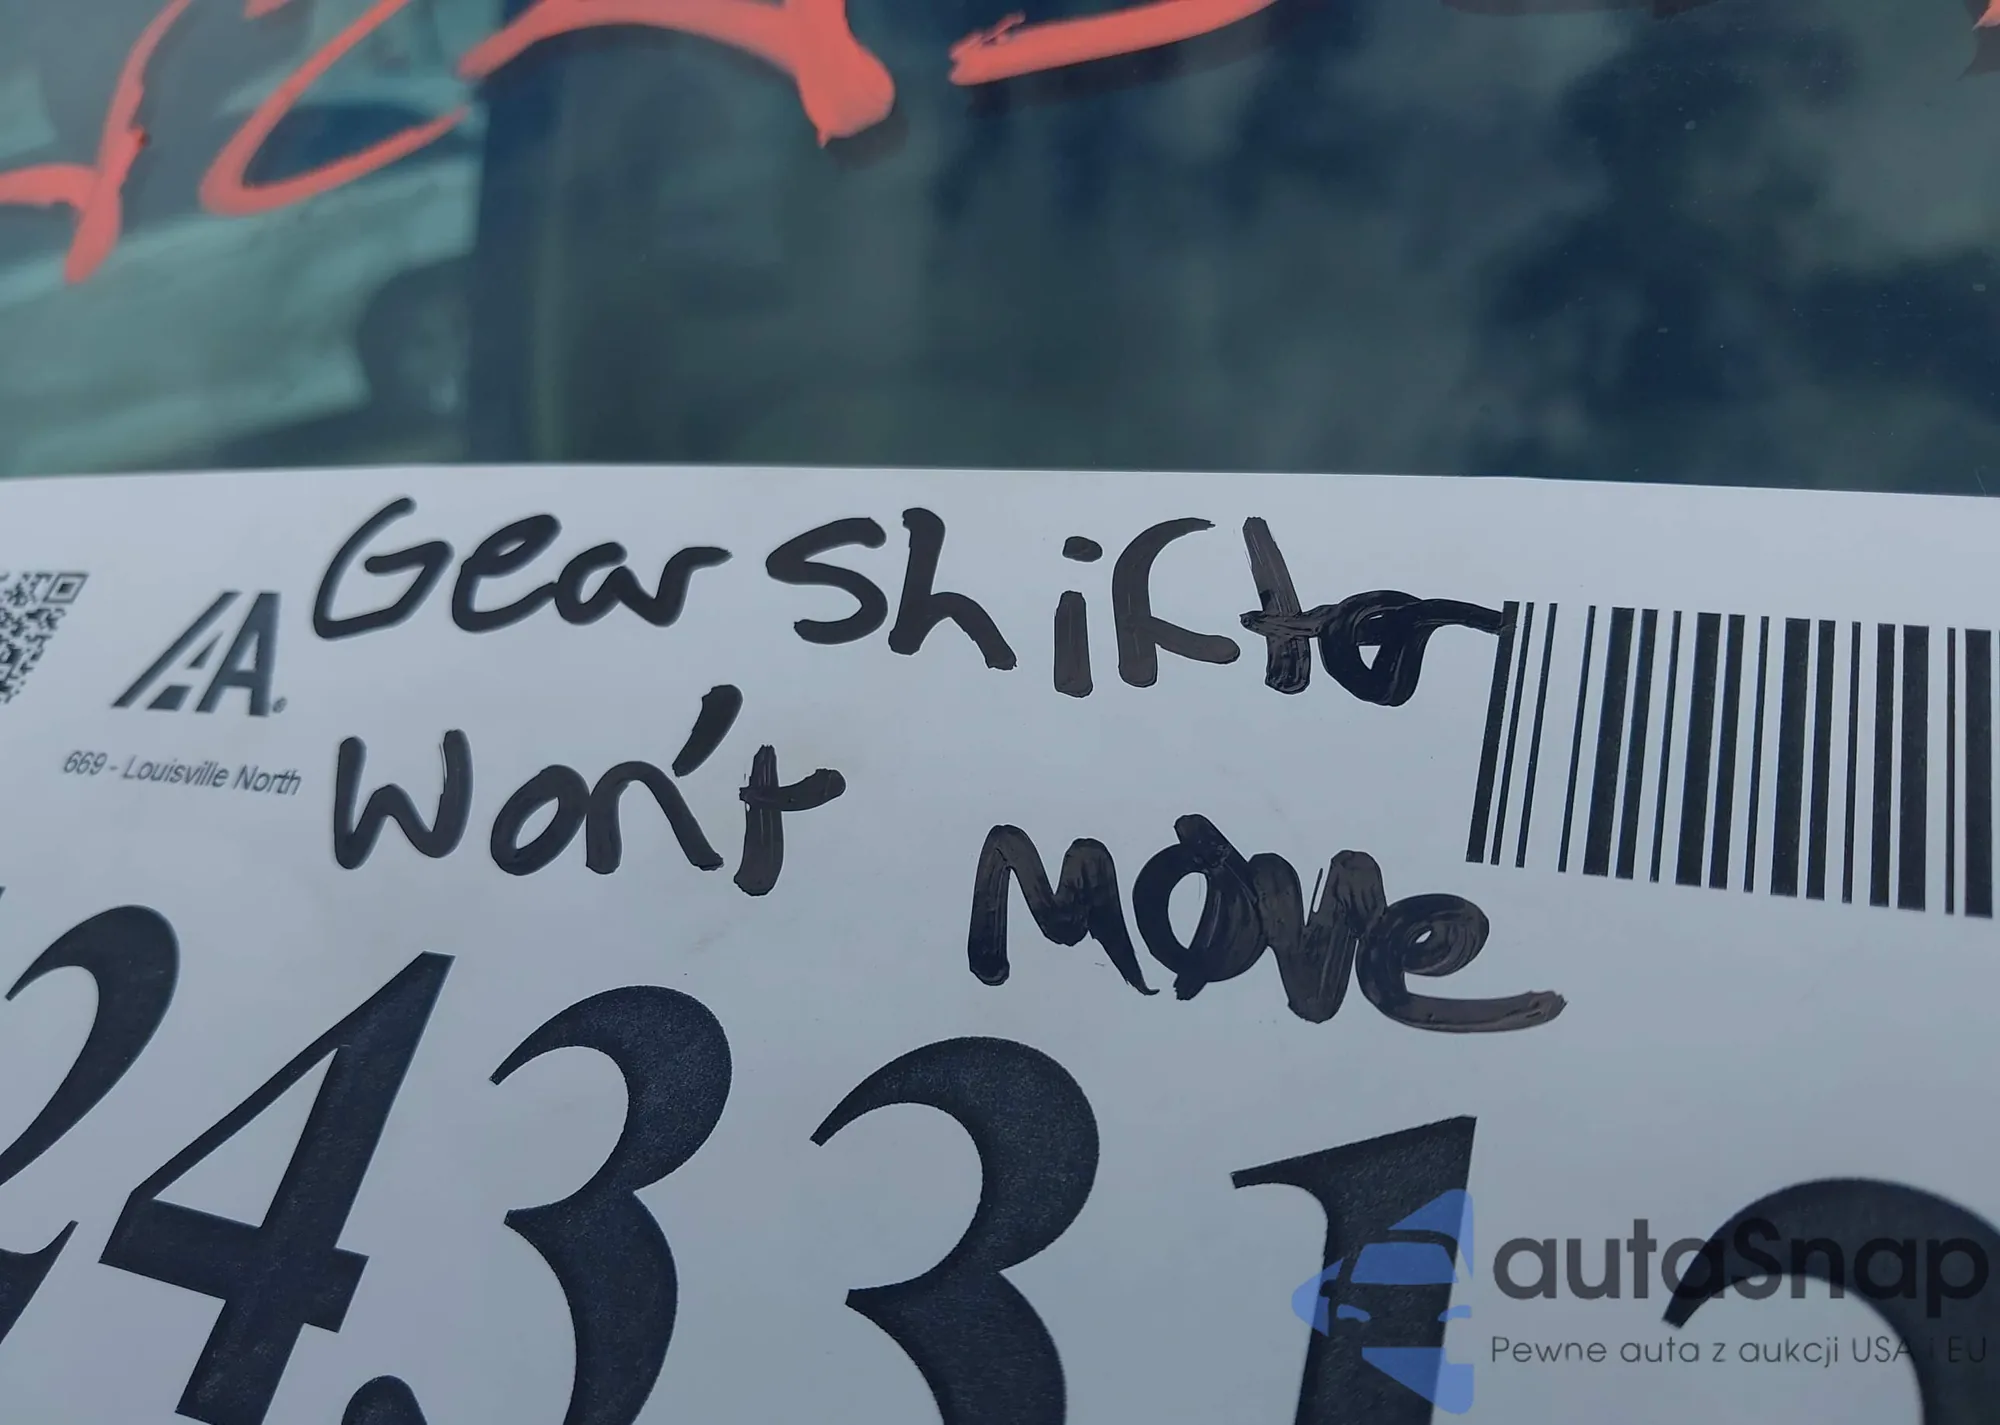 Gear Shifter
Won't Move
IAA®
669 - Louisville North
24331
autaSnap
Pewne auta z aukcji USA i EU